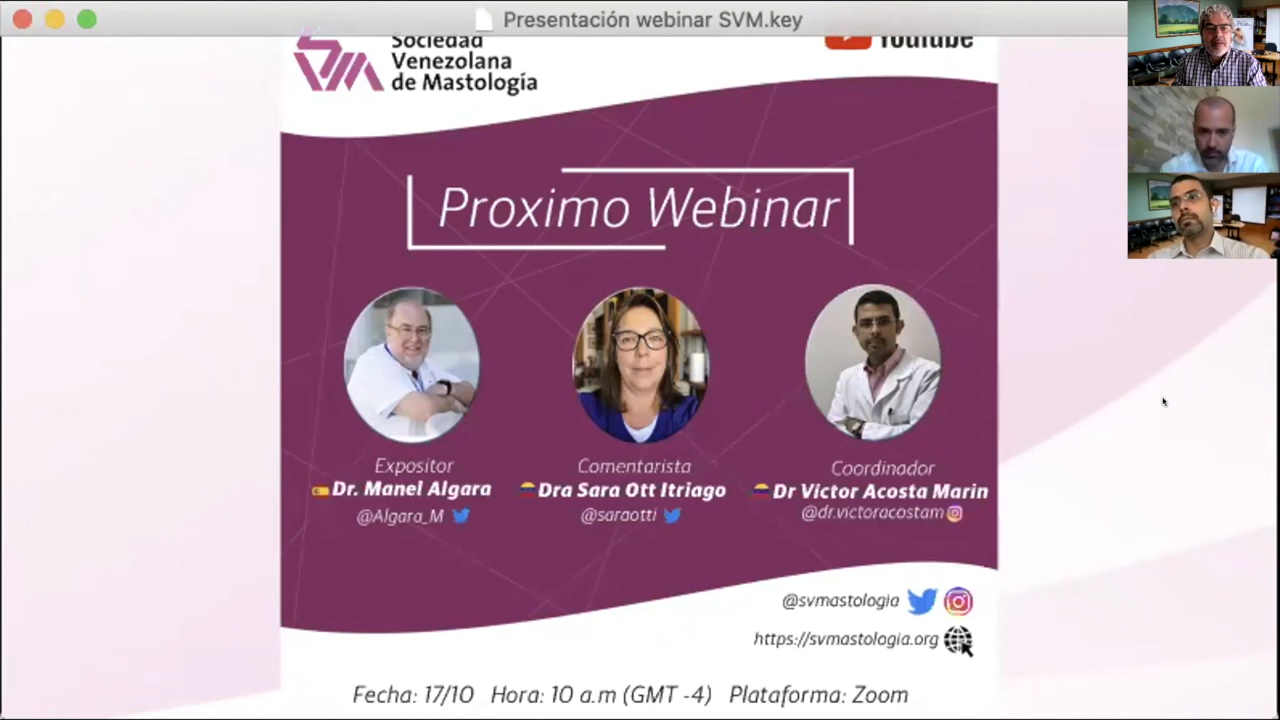 Presentación webinar SVM.key
Sociedad
Venezolana
de Mastología
YouTube
Proximo Webinar
Expositor
Dr. Manel Algara
@Algara_M
Comentarista
Dra Sara Ott Itriago
@saraotti
Coordinador
Dr Victor Acosta Marin
@dr.victoracostam
@svmastologia
https://svmastologia.org
Fecha: 17/10 Hora: 10 a.m (GMT -4) Plataforma: Zoom